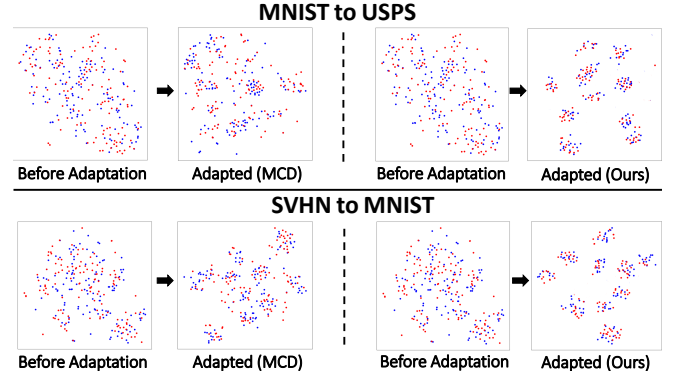 MNIST to USPS
Before Adaptation Adapted (MCD) Before Adaptation Adapted (Ours)
SVHN to MNIST
Before Adaptation Adapted (MCD) Before Adaptation Adapted (Ours)